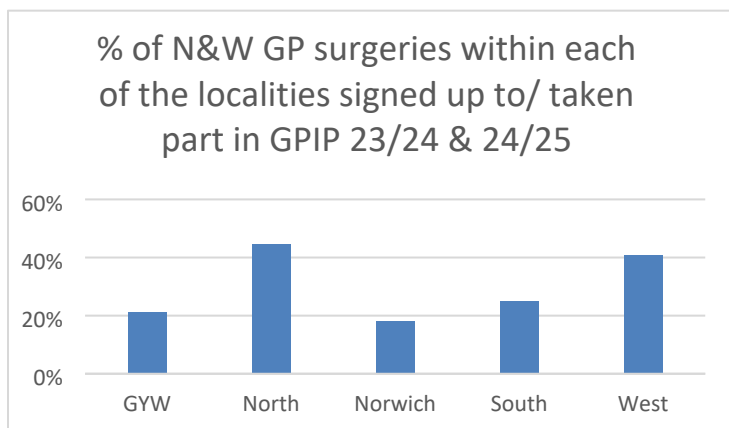 % of N&W GP surgeries within each
of the localities signed up to/ taken
part in GPIP 23/24 & 24/25
60%
40%
20%
0%
GYW North Norwich South West